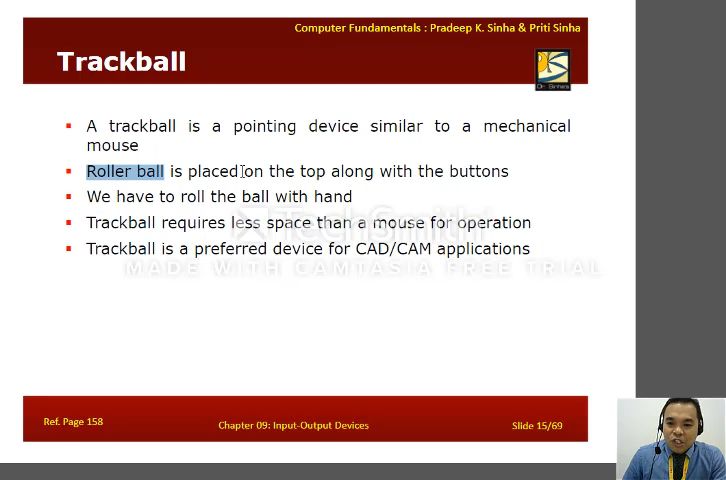 Computer Fundamentals : Pradeep K. Sinha & Priti Sinha
Trackball
Dr Sinhas
A trackball is a pointing device similar to a mechanical
mouse
Roller ball is placed on the top along with the buttons
We have to roll the ball with hand
Trackball requires less space than a mouse for operation
TechSmith
Trackball is a preferred device for CAD/CAM applications
MADE WITH CAMTASIA FREE TRIAL
Ref. Page 158
Chapter 09: Input-Output Devices
Slide 15/69